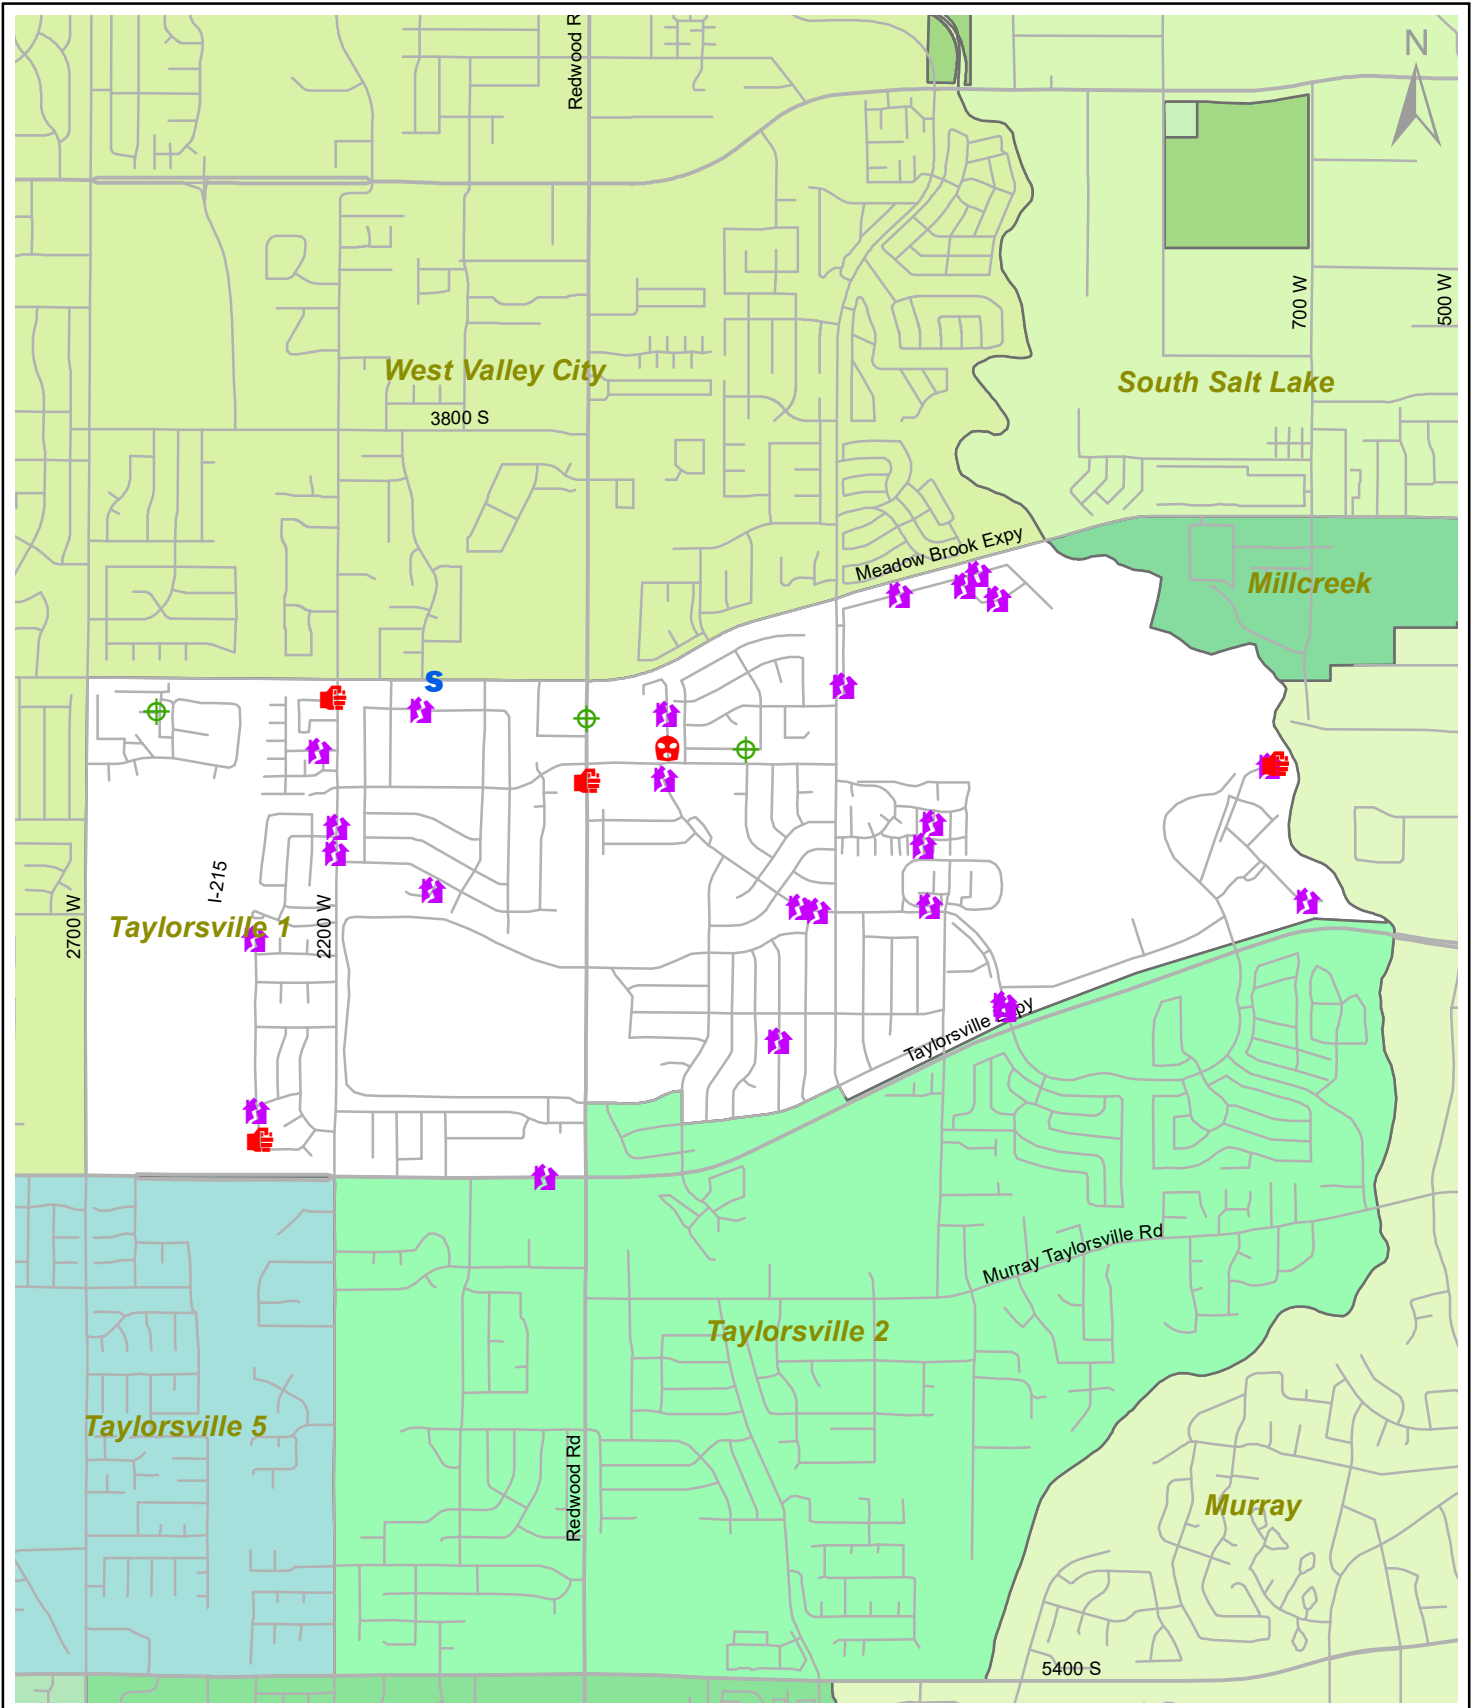 Redwood R
N
700 W
500 W
West Valley City
South Salt Lake
3800 S
Meadow Brook Expy
Millcreek
S
I-215
2700 W
Taylorsville 1
2200 W
Taylorsville Expy
Murray Taylorsville Rd
Taylorsville 2
Taylorsville 5
Redwood Rd
Murray
5400 S